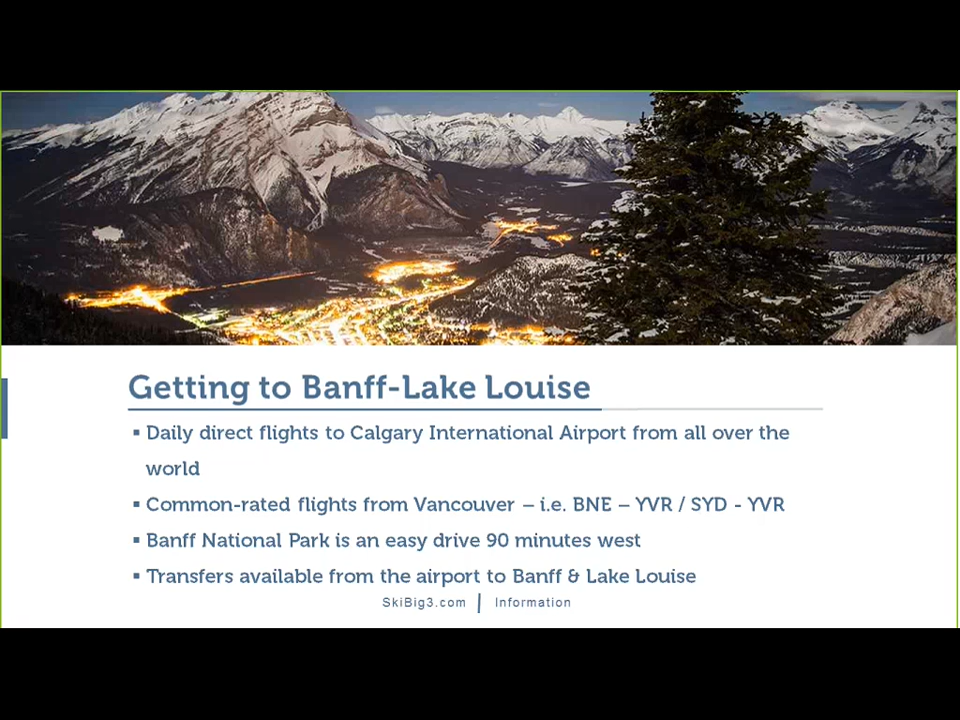 Getting to Banff-Lake Louise
▪ Daily direct flights to Calgary International Airport from all over the
world
▪ Common-rated flights from Vancouver – i.e. BNE – YVR / SYD - YVR
▪ Banff National Park is an easy drive 90 minutes west
▪ Transfers available from the airport to Banff & Lake Louise
SkiBig3.com | Information